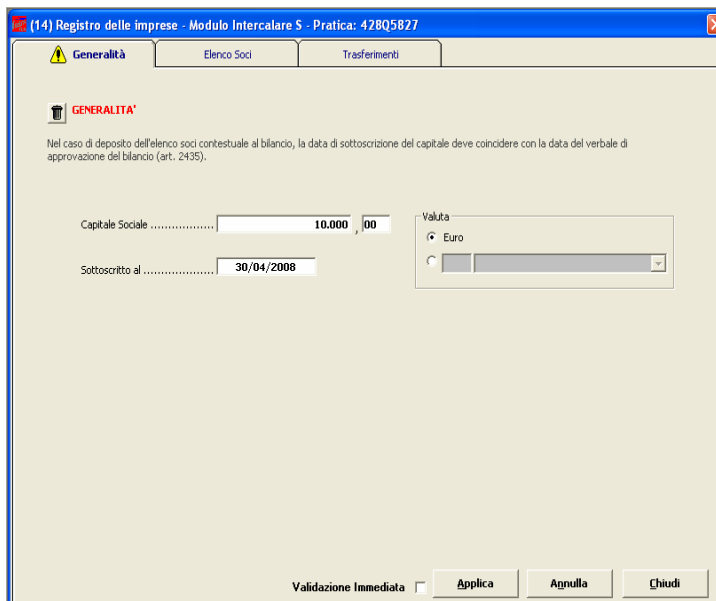 (14) Registro delle imprese - Modulo Intercalare S - Pratica: 428Q5827
Generalità Elenco Soci Trasferimenti
GENERALITA'
Nel caso di deposito dell'elenco soci contestuale al bilancio, la data di sottoscrizione del capitale deve coincidere con la data del verbale di
approvazione del bilancio (art. 2435).
Valuta
Capitale Sociale .................. 10.000 , 00
Euro
Sottoscritto al .................... 30/04/2008
Validazione Immediata Applica Annulla Chiudi